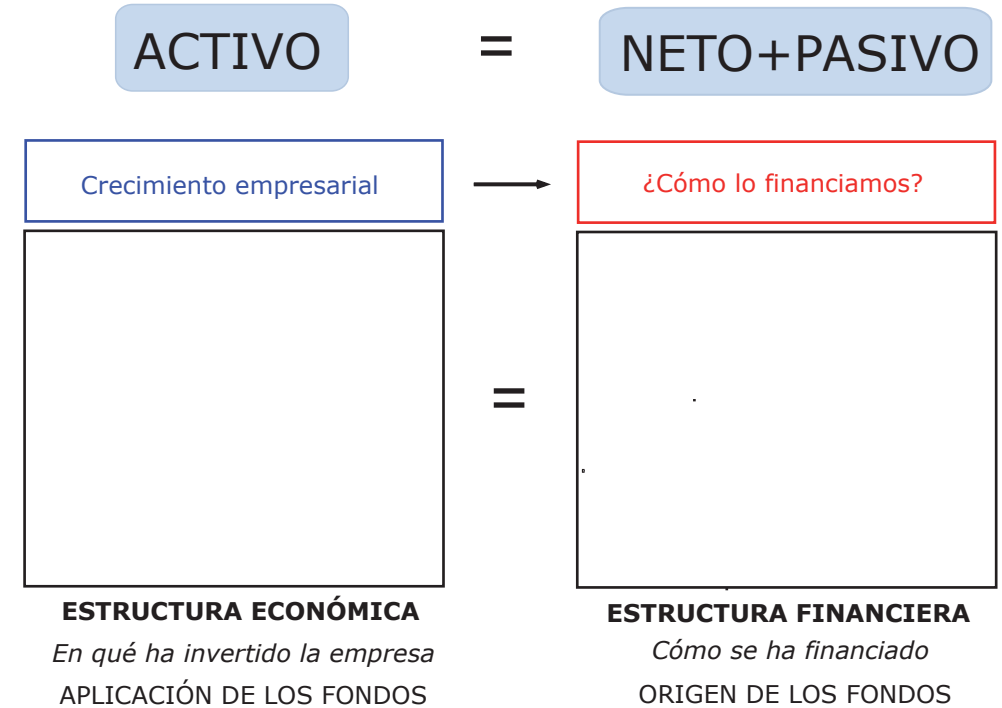 ACTIVO = NETO+PASIVO
Crecimiento empresarial
¿Cómo lo financiamos?
=
ESTRUCTURA ECONÓMICA
En qué ha invertido la empresa
APLICACIÓN DE LOS FONDOS
ESTRUCTURA FINANCIERA
Cómo se ha financiado
ORIGEN DE LOS FONDOS